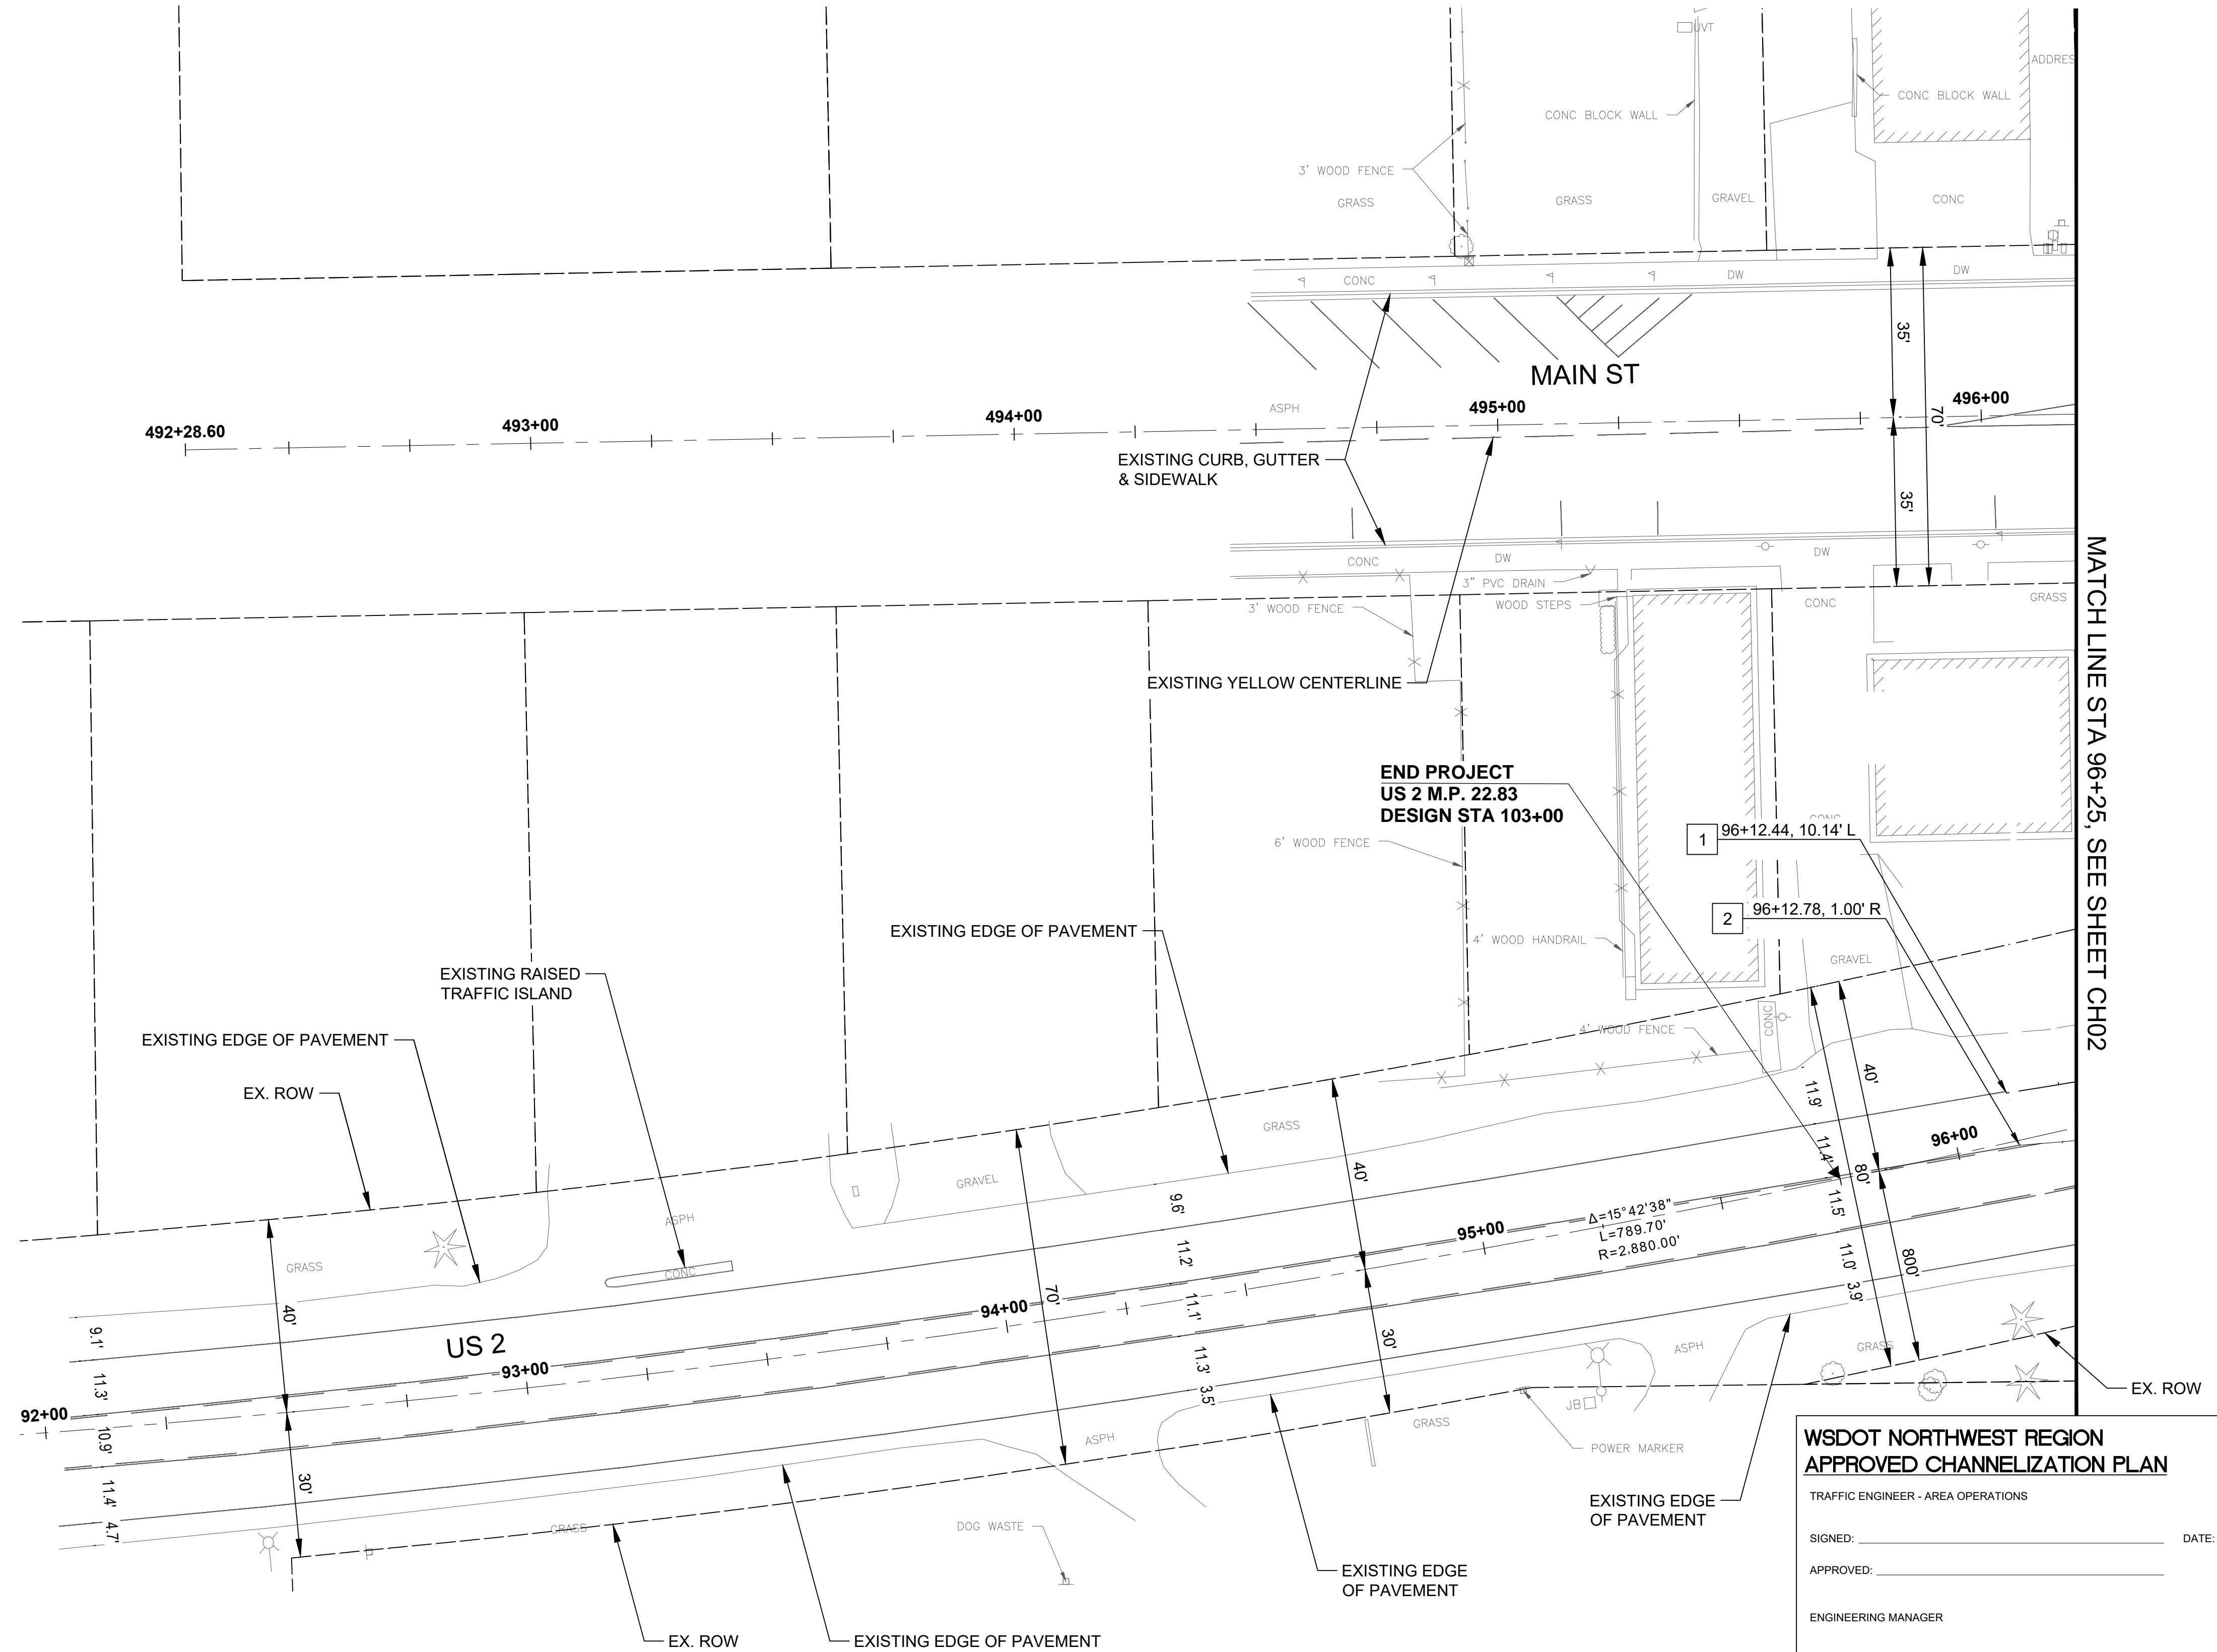 UVT
ADDRES
CONC BLOCK WALL
CONC BLOCK WALL
3' WOOD FENCE
GRASS
GRASS
GRAVEL
CONC
CONC
DW
DW
35'
MAIN ST
70'
ASPH
492+28.60
493+00
494+00
495+00
496+00
EXISTING CURB, GUTTER
& SIDEWALK
35'
CONC
DW
DW
3" PVC DRAIN
3' WOOD FENCE
WOOD STEPS
CONC
GRASS
MATCH LINE STA 96+25, SEE SHEET CH02
EXISTING YELLOW CENTERLINE
END PROJECT
US 2 M.P. 22.83
DESIGN STA 103+00
CONC
1
96+12.44, 10.14' L
6' WOOD FENCE
2
96+12.78, 1.00' R
EXISTING EDGE OF PAVEMENT
4' WOOD HANDRAIL
GRAVEL
EXISTING RAISED
TRAFFIC ISLAND
EXISTING EDGE OF PAVEMENT
CONC
4' WOOD FENCE
EX. ROW
40'
11.9'
GRASS
11.4'
80'
96+00
40'
GRAVEL
9.6'
11.5'
ASPH
Δ=15°42'38"
L=789.70'
R=2,880.00'
95+00
11.2'
11.0'
800'
GRASS
CONC
3.9'
40'
70'
11.1'
94+00
9.1'
US 2
30'
ASPH
GRASS
93+00
11.3'
3.5'
11.3'
92+00
EX. ROW
JB
GRASS
10.9'
ASPH
POWER MARKER
11.4'
30'
4.7'
GRASS
DOG WASTE
EXISTING EDGE
OF PAVEMENT
EXISTING EDGE
OF PAVEMENT
EX. ROW
EXISTING EDGE OF PAVEMENT
WSDOT NORTHWEST REGION
APPROVED CHANNELIZATION PLAN
TRAFFIC ENGINEER - AREA OPERATIONS
SIGNED:
DATE:
APPROVED:
ENGINEERING MANAGER